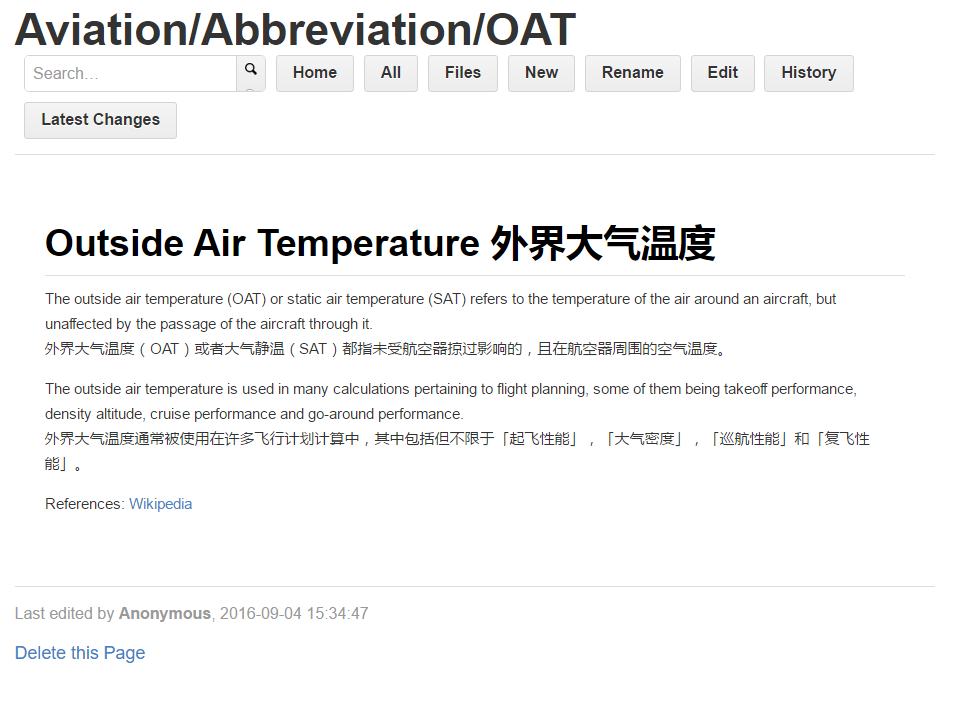 Aviation/Abbreviation/OAT
Search...
Home
All
Files
New
Rename
Edit
History
Latest Changes
Outside Air Temperature 外界大气温度
The outside air temperature (OAT) or static air temperature (SAT) refers to the temperature of the air around an aircraft, but
unaffected by the passage of the aircraft through it.
外界大气温度（OAT）或者大气静温（SAT）都指未受航空器掠过影响的，且在航空器周围的空气温度。
The outside air temperature is used in many calculations pertaining to flight planning, some of them being takeoff performance,
density altitude, cruise performance and go-around performance.
外界大气温度通常被使用在许多飞行计划计算中，其中包括但不限于「起飞性能」，「大气密度」，「巡航性能」和「复飞性
能」。
References: Wikipedia
Last edited by Anonymous, 2016-09-04 15:34:47
Delete this Page